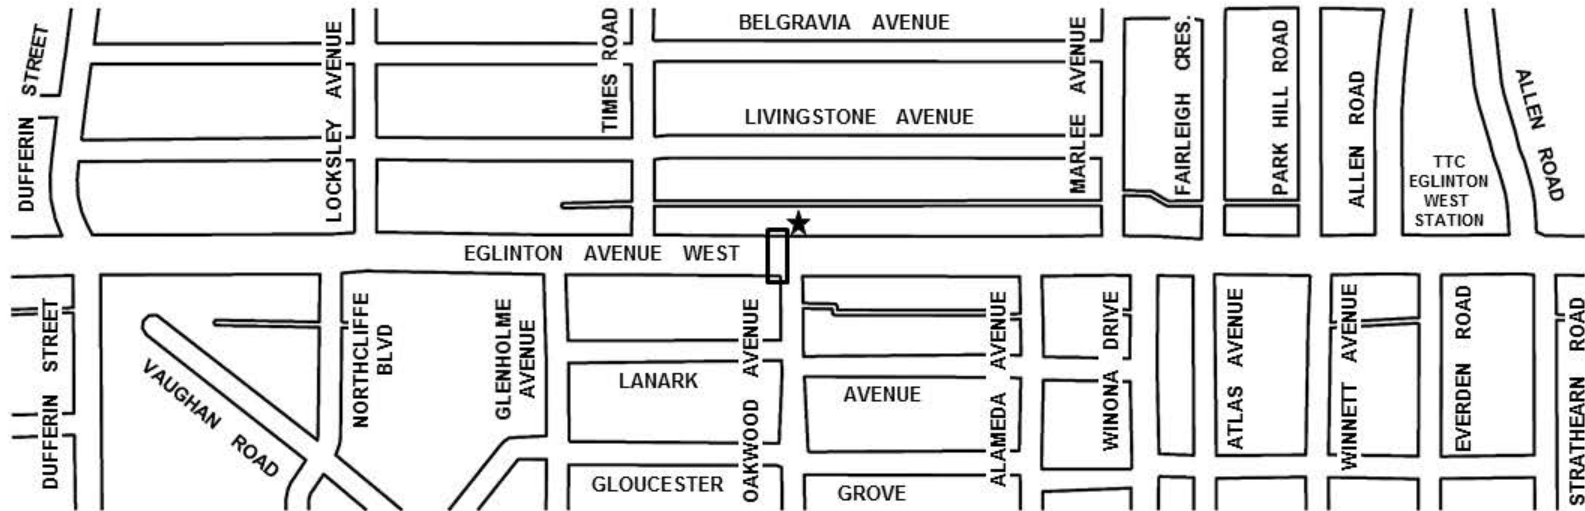 BELGRAVIA AVENUE
DUFFERIN STREET
LOCKSLEY AVENUE
TIMES ROAD
MARLEE AVENUE
FAIRLEIGH CRES.
PARK HILL ROAD
ALLEN ROAD
ALLEN ROAD
LIVINGSTONE AVENUE
TTC
EGLINTON
WEST
STATION
EGLINTON AVENUE WEST
DUFFERIN STREET
VAUGHAN ROAD
NORTHCLIFFE
BLVD
GLENHOLME
AVENUE
LANARK AVENUE
OAKWOOD AVENUE
ALAMEDA AVENUE
WINONA DRIVE
ATLAS AVENUE
WINNETT AVENUE
EVERDEN ROAD
STRATHEARN ROAD
GLOUCESTER GROVE